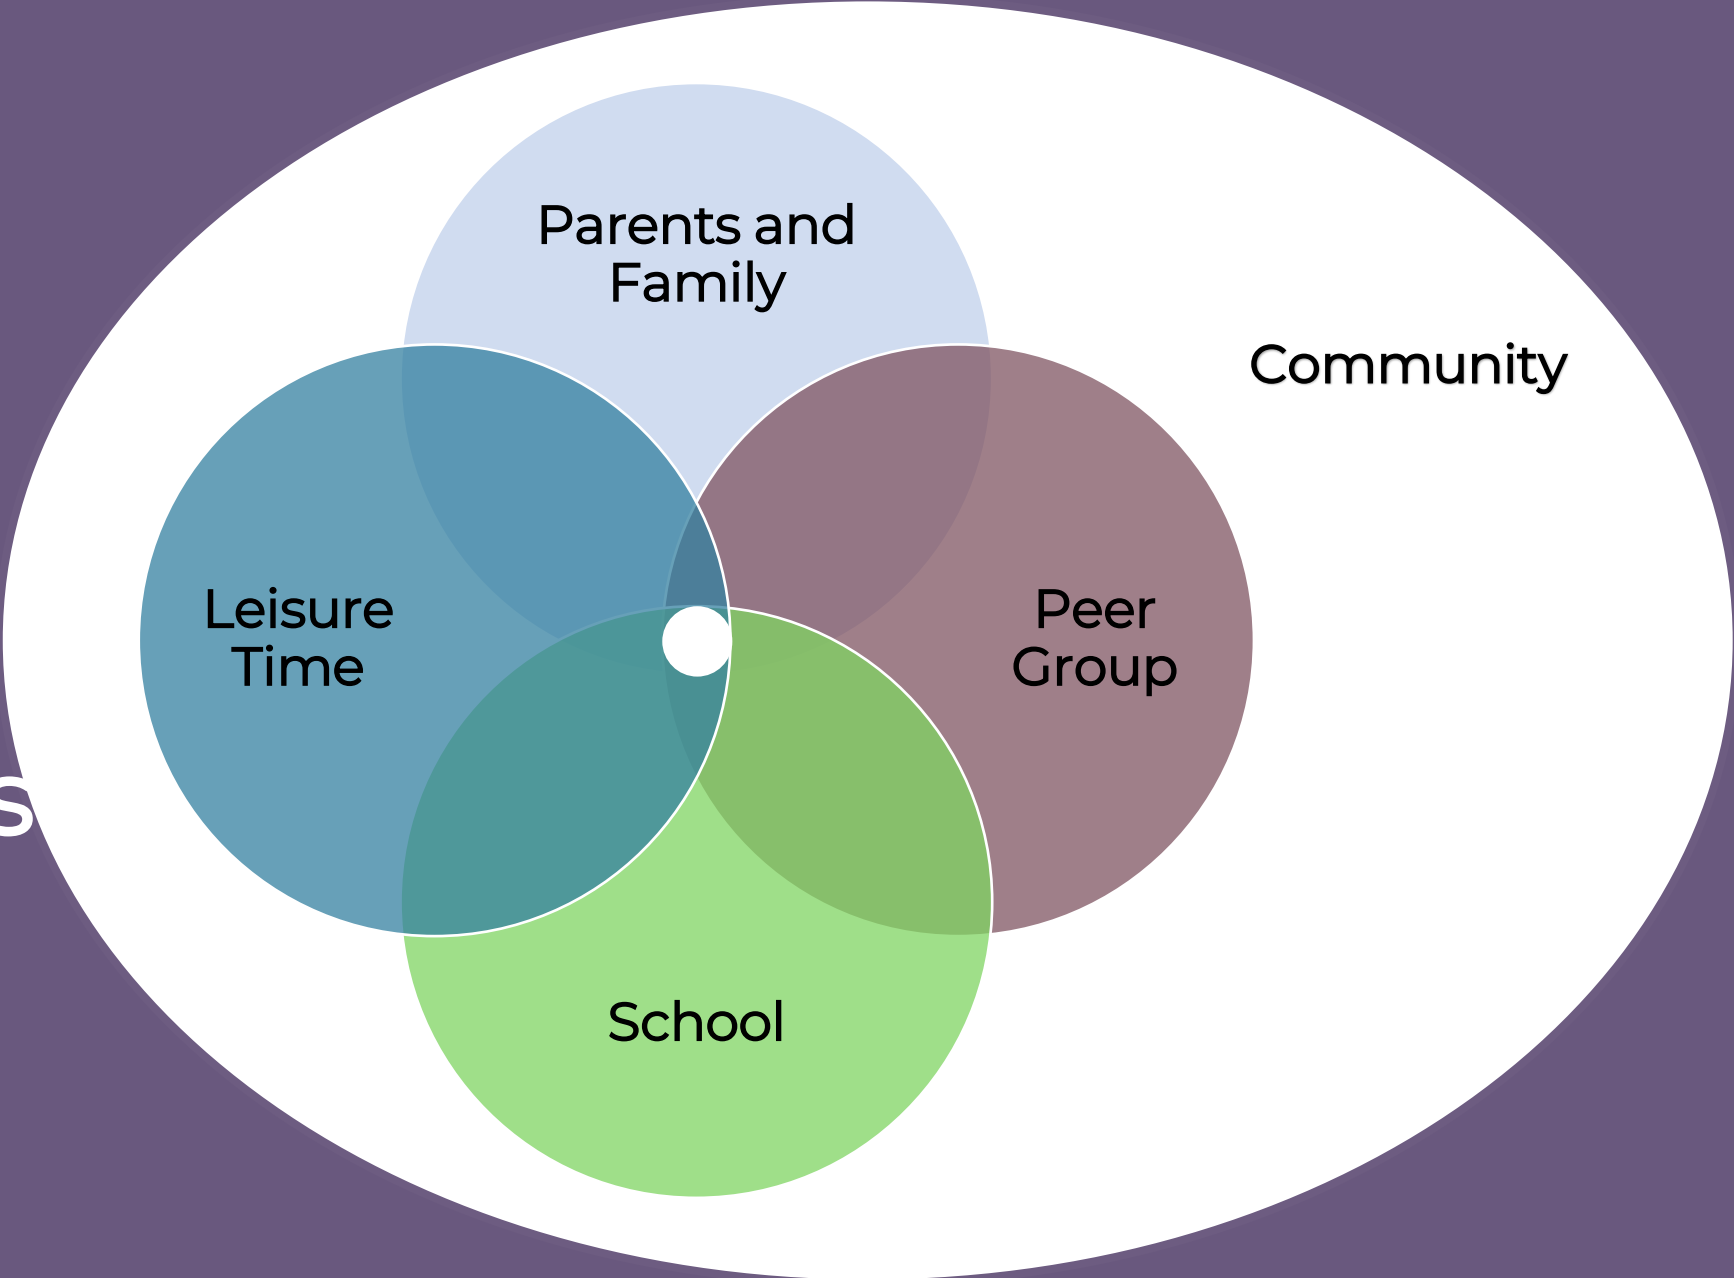 Parents and
Family
Community
Leisure
Time
Peer
Group
s
School